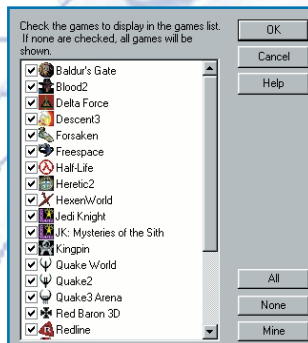 Check the games to display in the games list.
If none are checked, all games will be
shown.
OK
Cancel
Help
Baldur's Gate
Blood2
Delta Force
Descent3
Forsaken
Freespace
Half-Life
Heretic2
HexenWorld
Jedi Knight
JK: Mysteries of the Sith
Kingpin
Quake World
Quake2
Quake3 Arena
Red Baron 3D
Redline
All
None
Mine